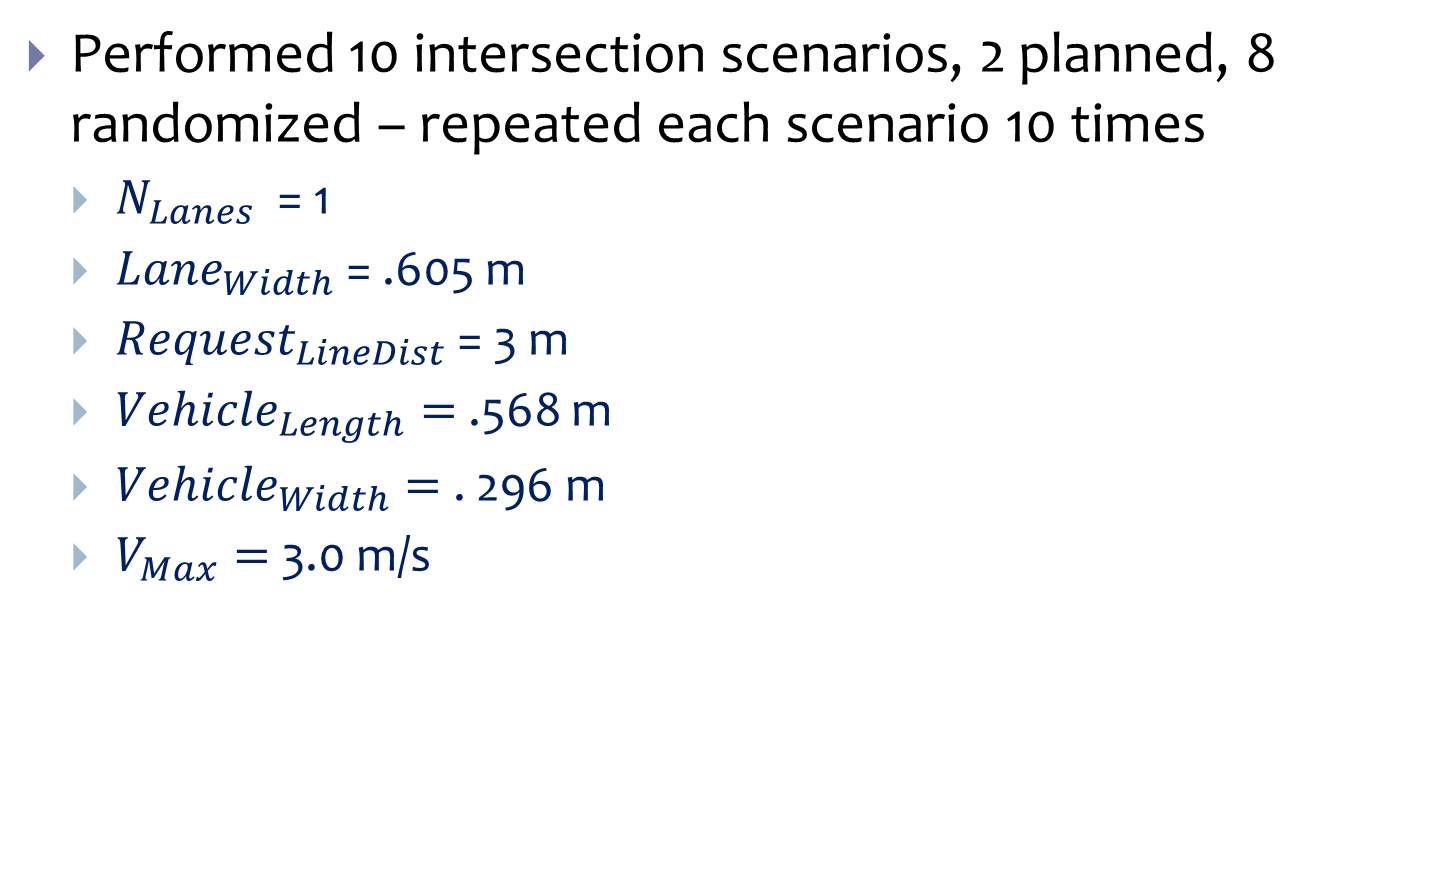 Performed 10 intersection scenarios, 2 planned, 8
randomized – repeated each scenario 10 times
N_Lanes = 1
Lane_Width = .605 m
Request_LineDist = 3 m
Vehicle_Length = .568 m
Vehicle_Width = . 296 m
V_Max = 3.0 m/s